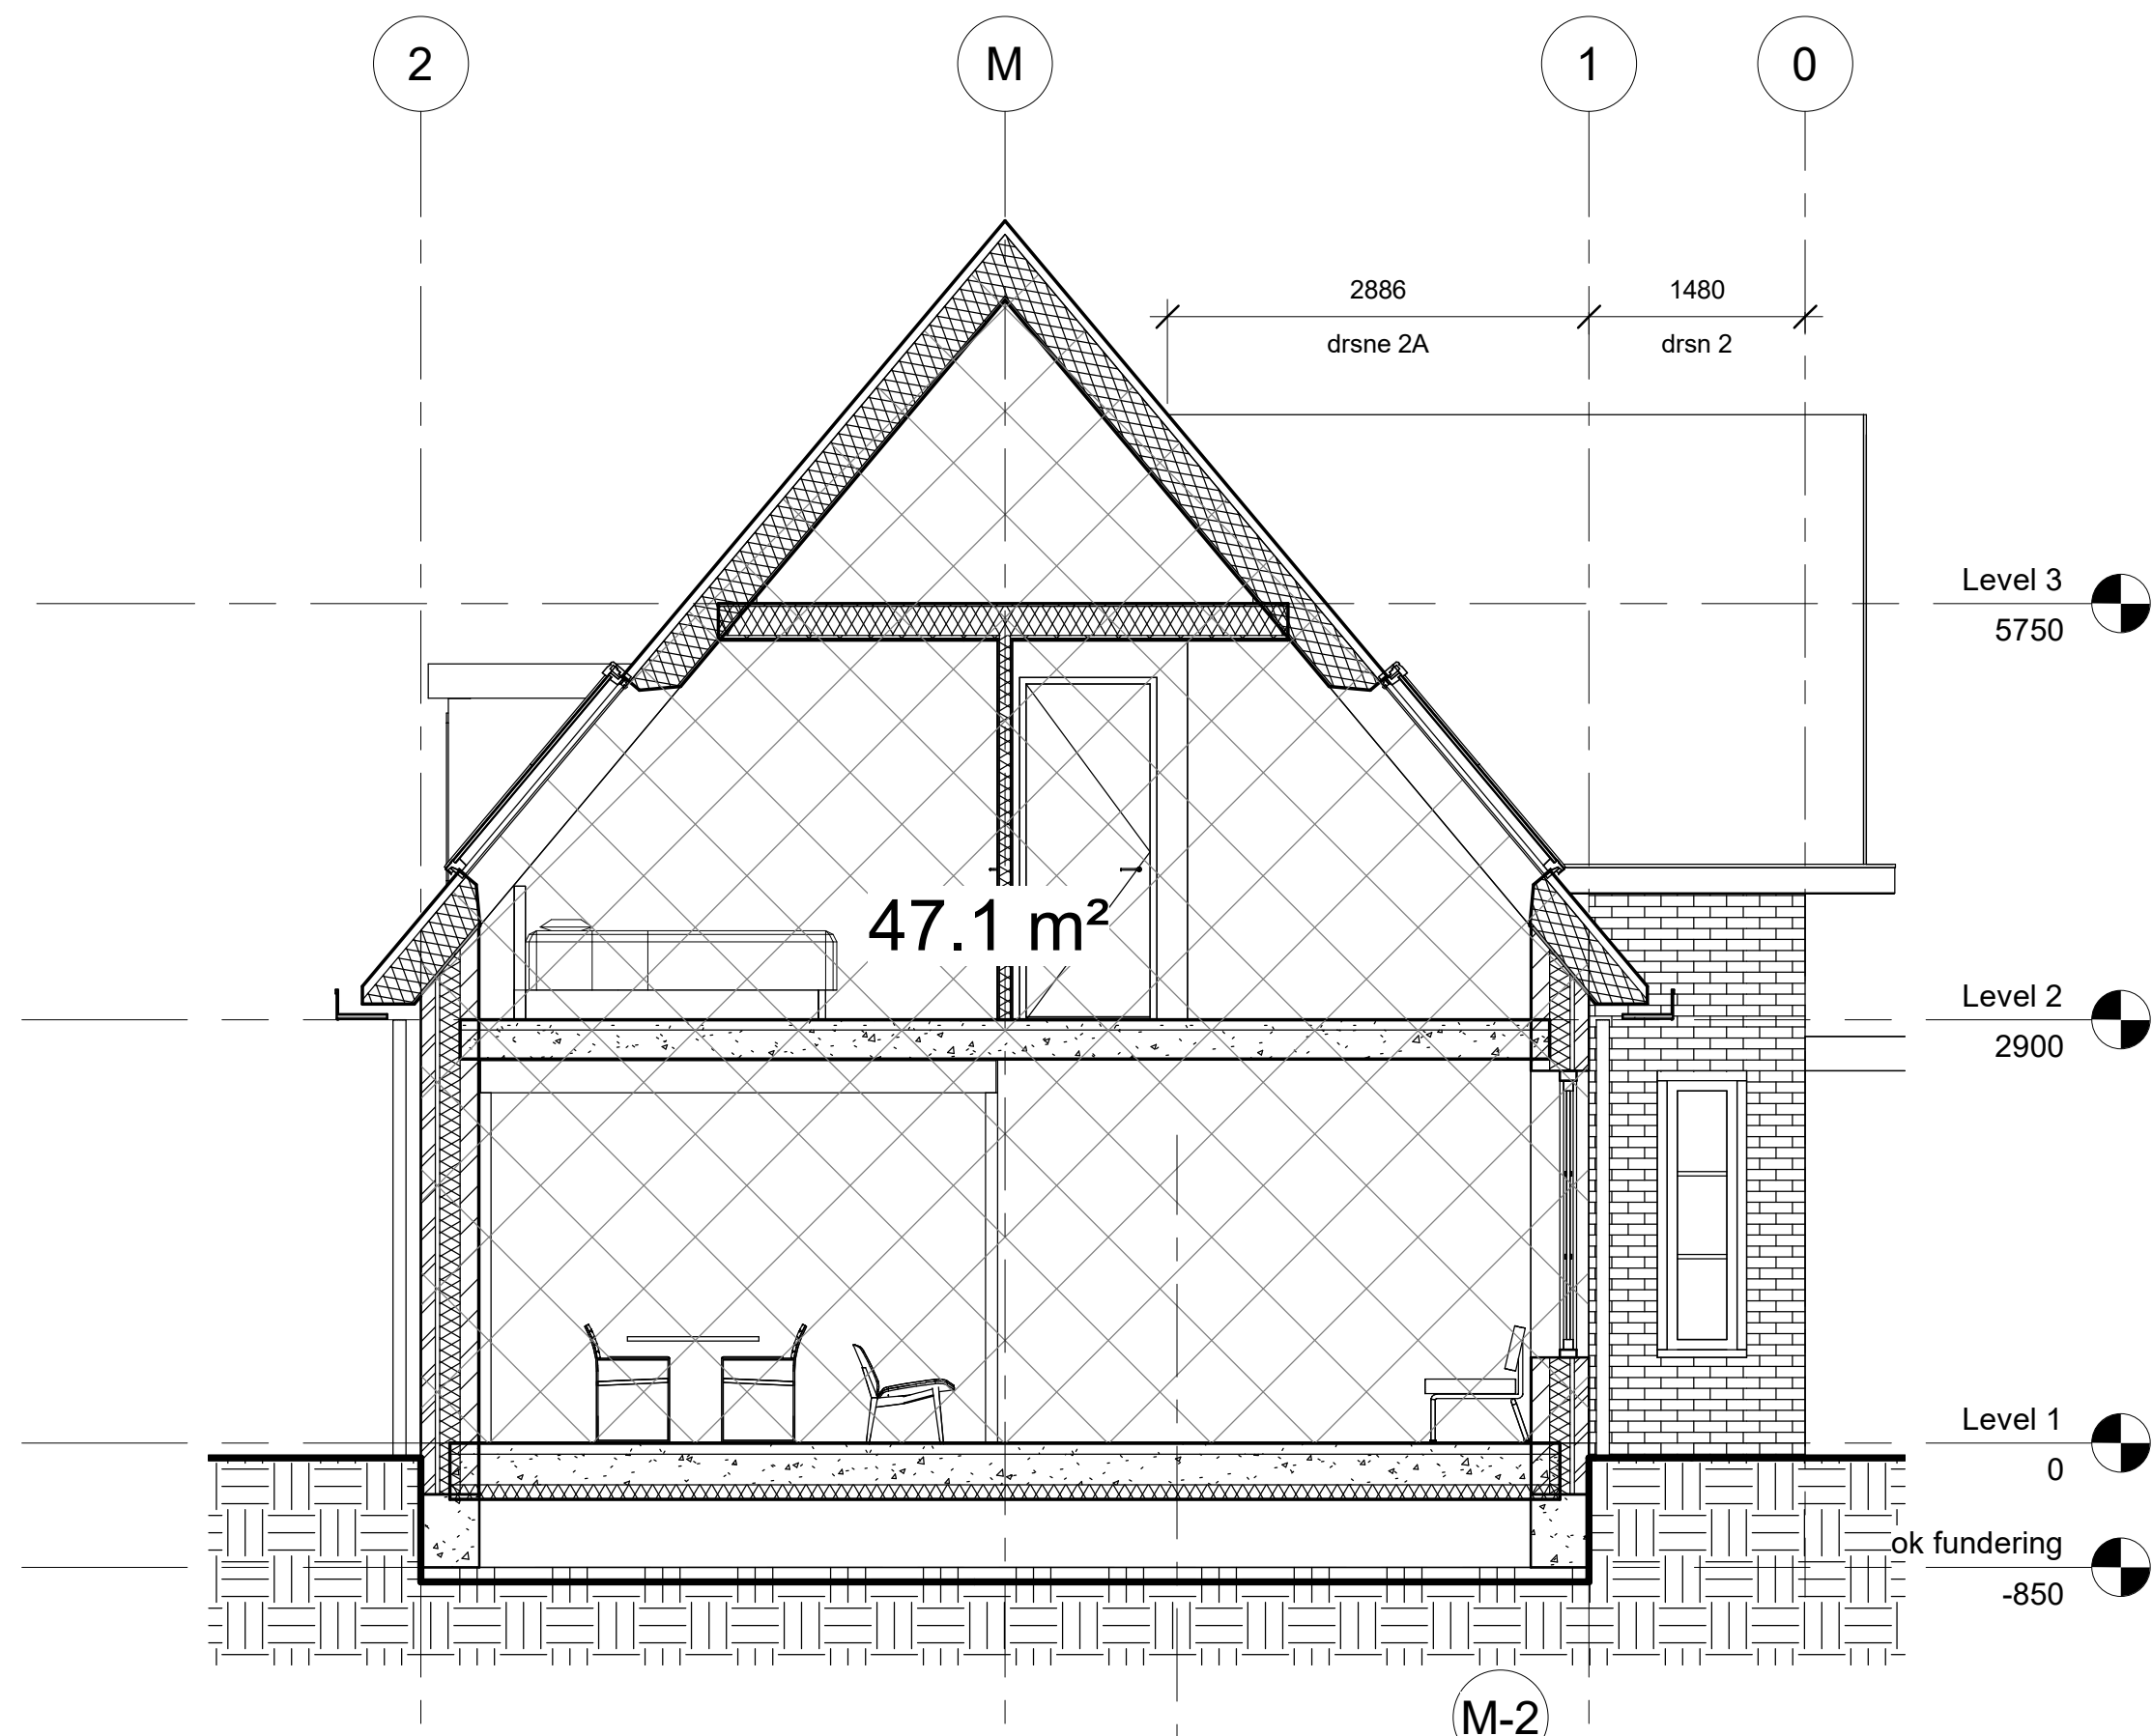 2 M 1 0
2886 1480
drsne 2A drsn 2
Level 3
5750
47.1 m²
Level 2
2900
Level 1
0
ok fundering
-850
M-2